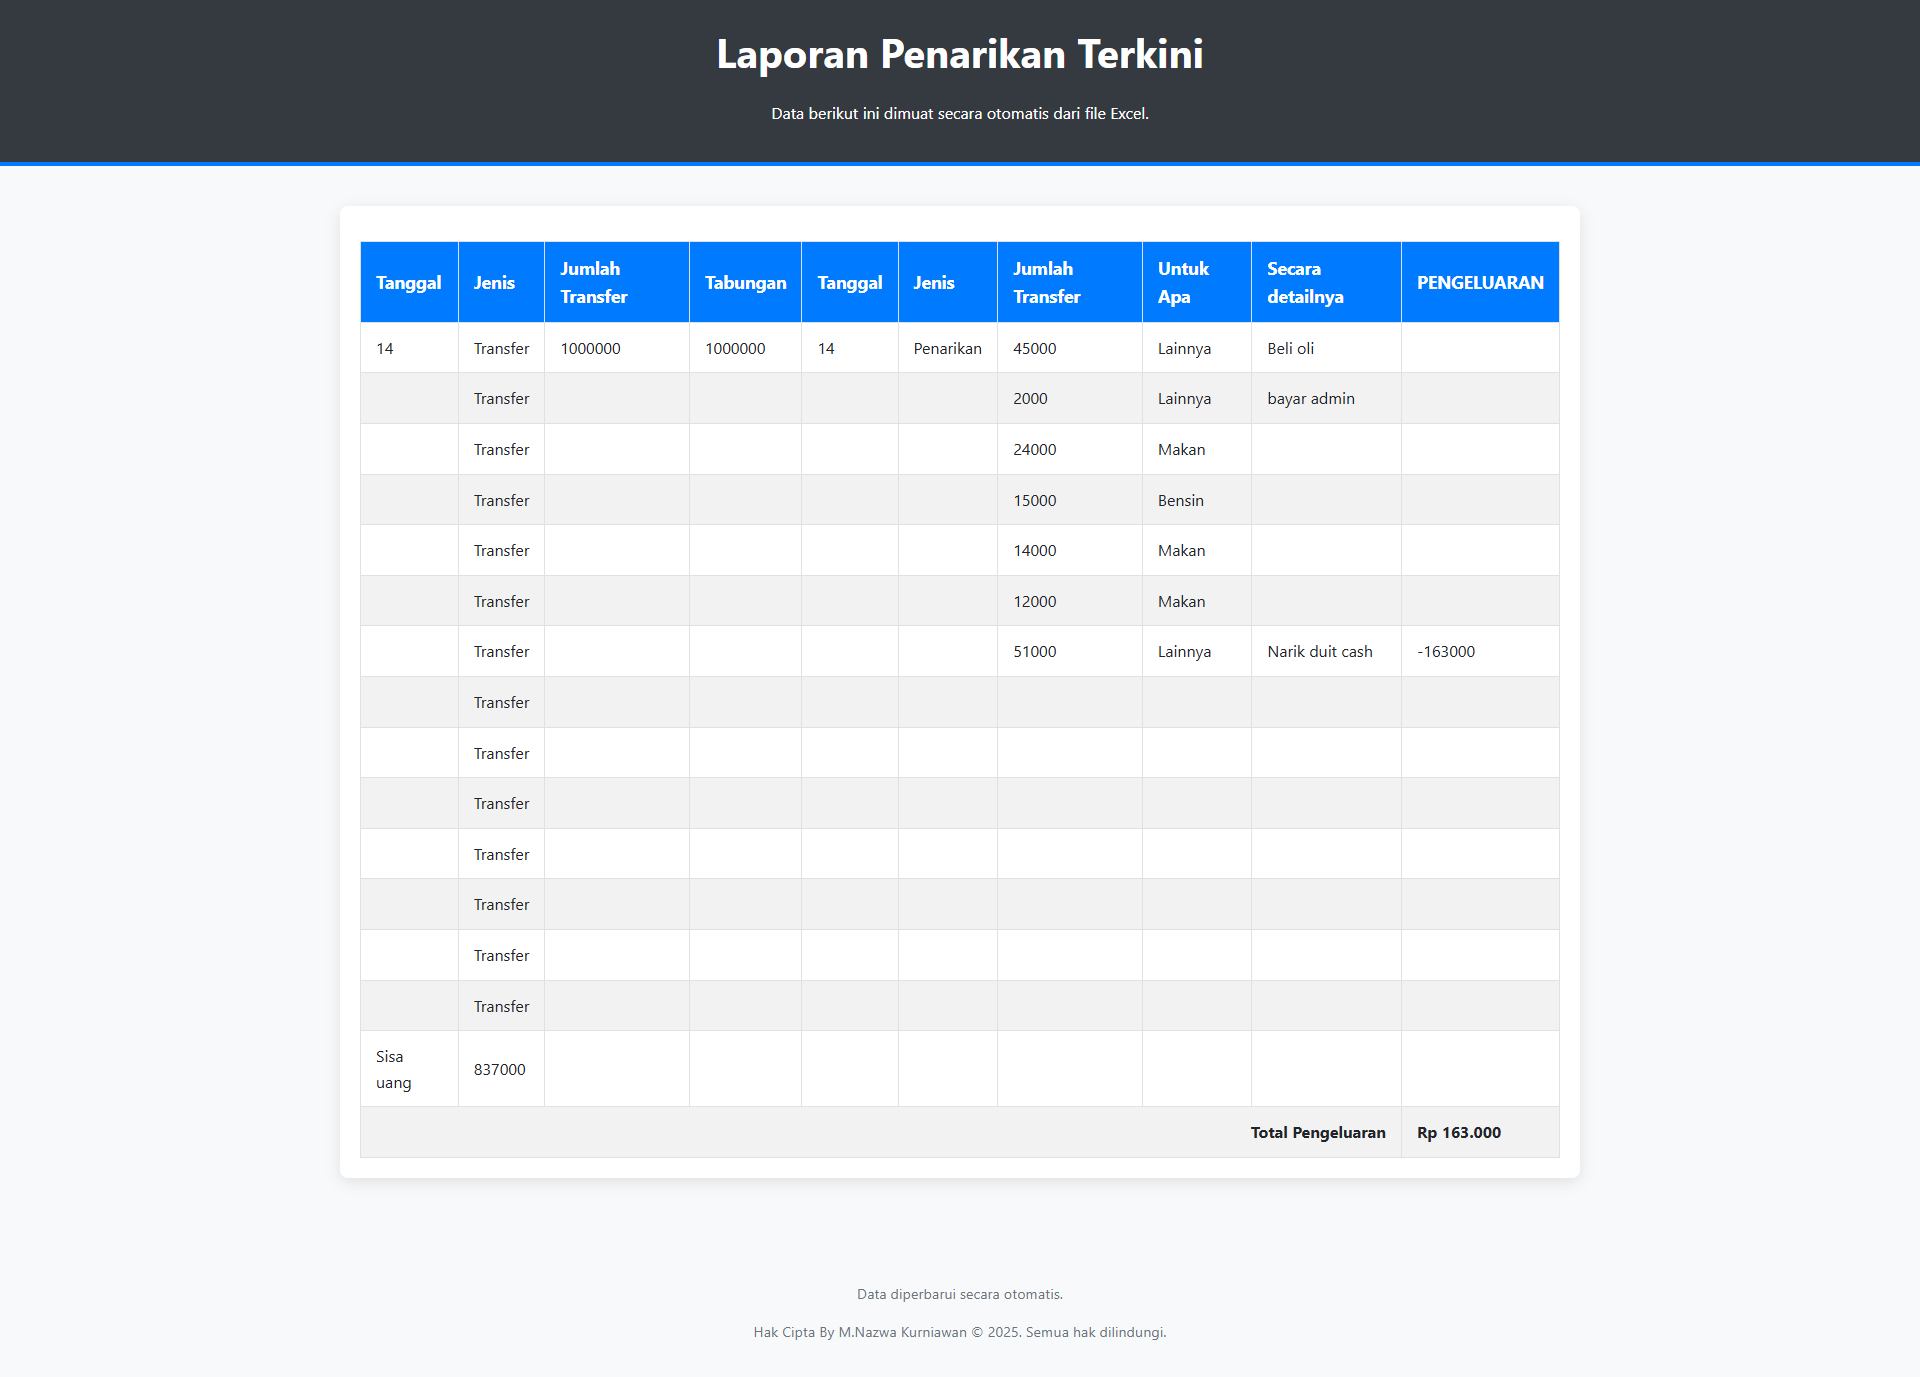 Laporan Penarikan Terkini
Data berikut ini dimuat secara otomatis dari file Excel.
Tanggal Jenis Jumlah Transfer Tabungan Tanggal Jenis Jumlah Transfer Untuk Apa Secara detailnya PENGELUARAN
14 Transfer 1000000 1000000 14 Penarikan 45000 Lainnya Beli oli
Transfer 2000 Lainnya bayar admin
Transfer 24000 Makan
Transfer 15000 Bensin
Transfer 14000 Makan
Transfer 12000 Makan
Transfer 51000 Lainnya Narik duit cash -163000
Transfer
Transfer
Transfer
Transfer
Transfer
Transfer
Transfer
Sisa uang 837000
Total Pengeluaran Rp 163.000
Data diperbarui secara otomatis.
Hak Cipta By M.Nazwa Kurniawan © 2025. Semua hak dilindungi.